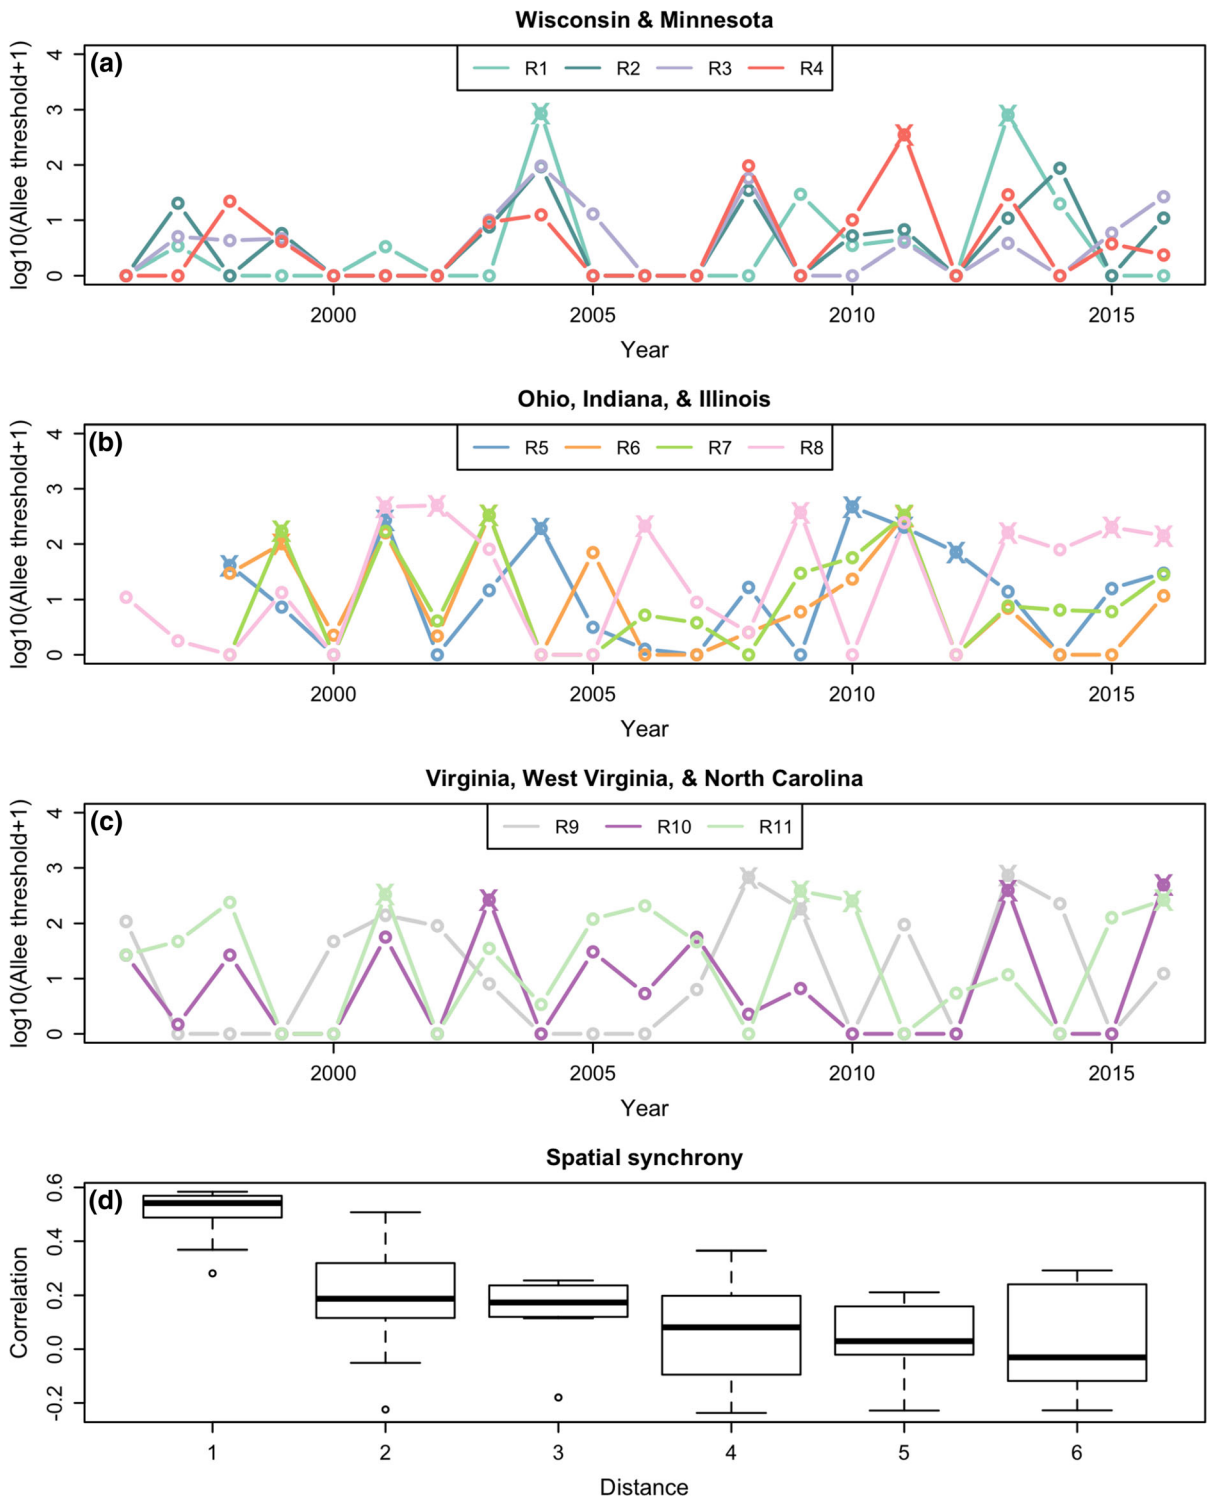 Wisconsin & Minnesota
(a)
R1 R2 R3 R4
log10(Allee threshold+1)
4
3
2
1
0
2000 2005 2010 2015
Year
Ohio, Indiana, & Illinois
(b)
R5 R6 R7 R8
log10(Allee threshold+1)
4
3
2
1
0
2000 2005 2010 2015
Year
Virginia, West Virginia, & North Carolina
(c)
R9 R10 R11
log10(Allee threshold+1)
4
3
2
1
0
2000 2005 2010 2015
Year
Spatial synchrony
(d)
Correlation
0.6
0.4
0.2
0.0
-0.2
1 2 3 4 5 6
Distance